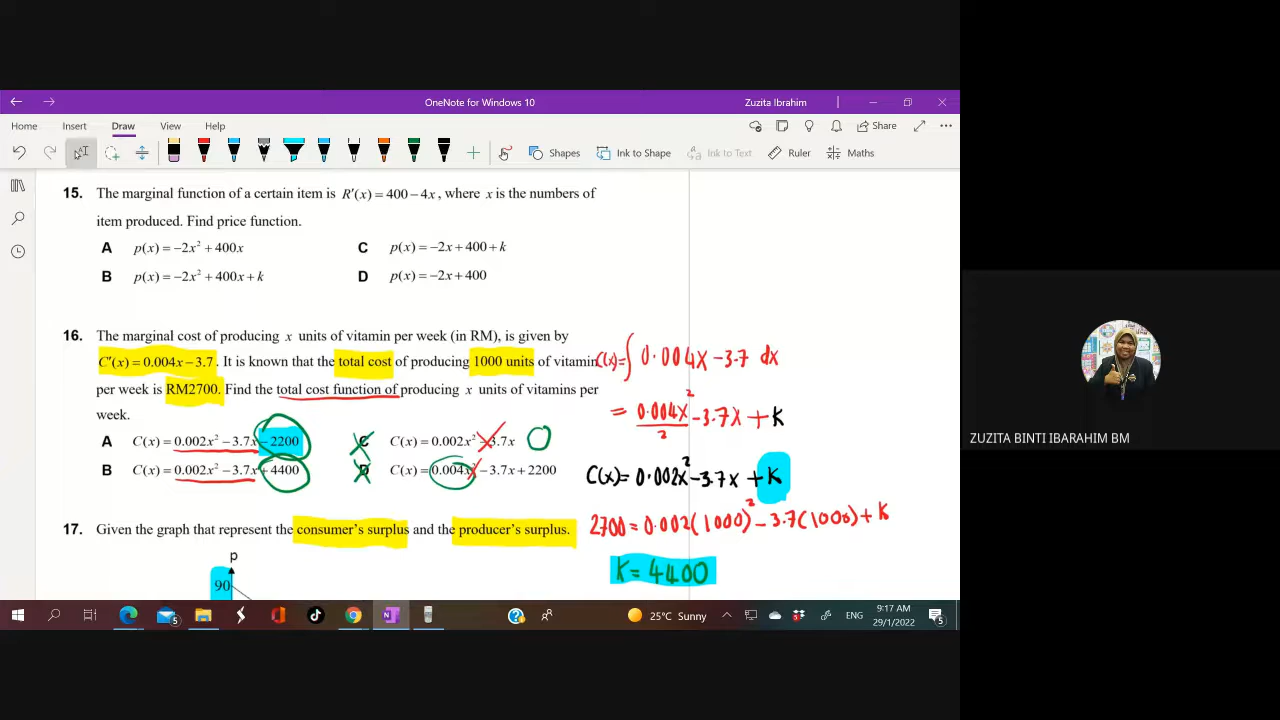 OneNote for Windows 10
Zuzita Ibrahim
Home Insert Draw View Help
Share
Shapes Ink to Shape Ink to Text Ruler Maths
15. The marginal function of a certain item is R′(x) = 400 − 4x, where x is the numbers of
item produced. Find price function.
A p(x) = −2x² + 400x C p(x) = −2x + 400 + k
B p(x) = −2x² + 400x + k D p(x) = −2x + 400
16. The marginal cost of producing x units of vitamin per week (in RM), is given by
C′(x) = 0.004x − 3.7. It is known that the total cost of producing 1000 units of vitamin
per week is RM2700. Find the total cost function of producing x units of vitamins per
week.
A C(x) = 0.002x² − 3.7x − 2200 C C(x) = 0.002x² − 3.7x
B C(x) = 0.002x² − 3.7x + 4400 D C(x) = 0.004x² − 3.7x + 2200
C(x)= ∫ 0.004x − 3.7 dx
= 0.004x²/2 − 3.7x + K
C(x)= 0.002x² − 3.7x + K
2700 = 0.002(1000)² − 3.7(1000) + K
K = 4400
17. Given the graph that represent the consumer's surplus and the producer's surplus.
p
90
ZUZITA BINTI IBARAHIM BM
25°C Sunny
ENG
9:17 AM
29/1/2022